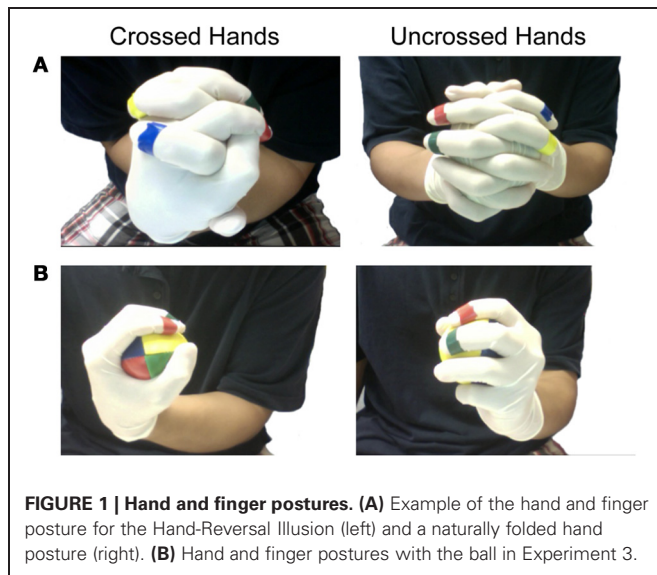 Crossed Hands Uncrossed Hands
A
B
FIGURE 1 | Hand and finger postures. (A) Example of the hand and finger
posture for the Hand-Reversal Illusion (left) and a naturally folded hand
posture (right). (B) Hand and finger postures with the ball in Experiment 3.